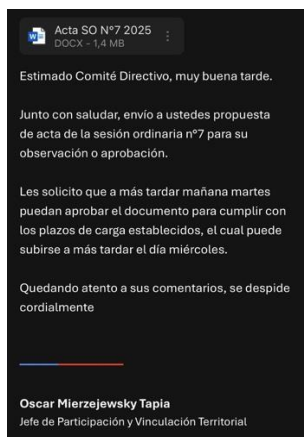 Acta SO N°7 2025
DOCX - 1,4 MB
Estimado Comité Directivo, muy buena tarde.
Junto con saludar, envío a ustedes propuesta
de acta de la sesión ordinaria n°7 para su
observación o aprobación.
Les solicito que a más tardar mañana martes
puedan aprobar el documento para cumplir con
los plazos de carga establecidos, el cual puede
subirse a más tardar el día miércoles.
Quedando atento a sus comentarios, se despide
cordialmente
Oscar Mierzejewsky Tapia
Jefe de Participación y Vinculación Territorial